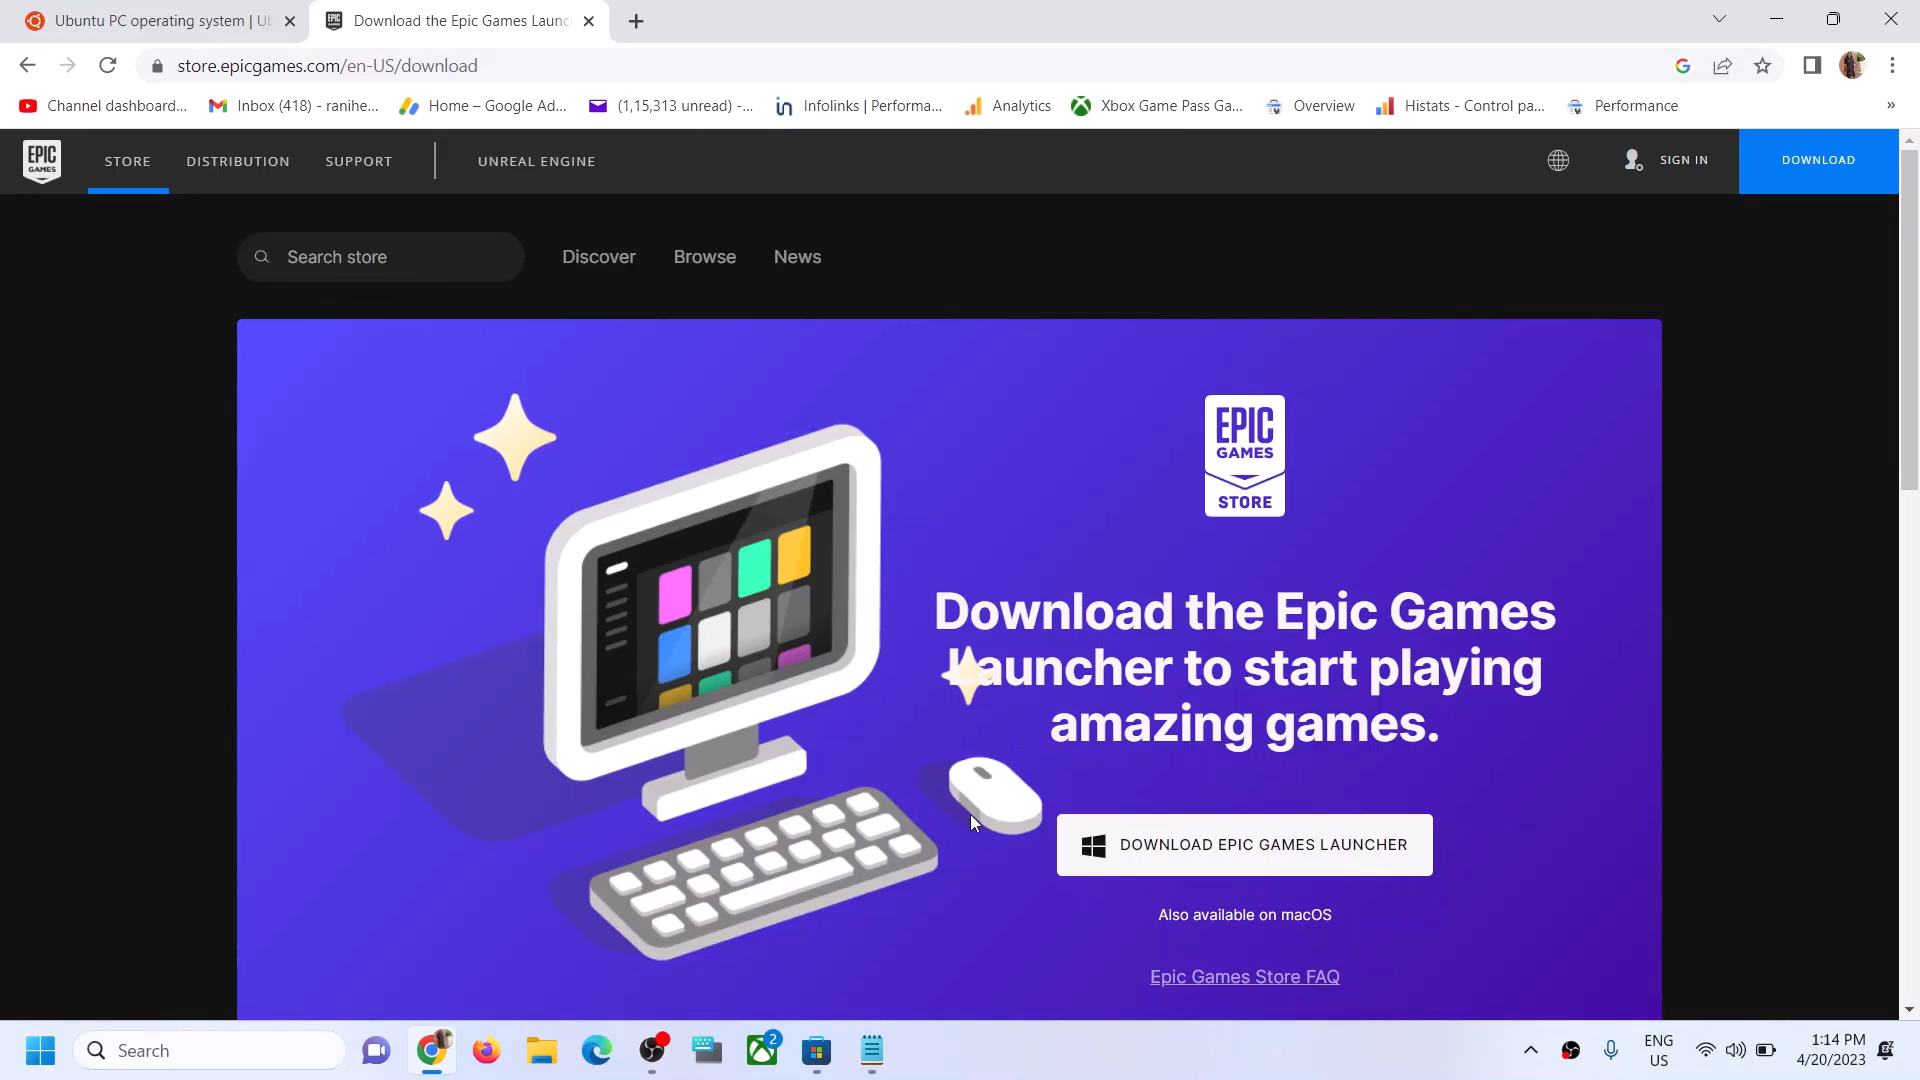 Ubuntu PC operating system | Ub
Download the Epic Games Launc
store.epicgames.com/en-US/download
Channel dashboard...
Inbox (418) - ranihe...
Home – Google Ad...
(1,15,313 unread) -...
Infolinks | Performa...
Analytics
Xbox Game Pass Ga...
Overview
Histats - Control pa...
Performance
»
EPIC
GAMES
STORE
DISTRIBUTION
SUPPORT
UNREAL ENGINE
SIGN IN
DOWNLOAD
Search store
Discover
Browse
News
EPIC
GAMES
STORE
Download the Epic Games
Launcher to start playing
amazing games.
DOWNLOAD EPIC GAMES LAUNCHER
Also available on macOS
Epic Games Store FAQ
Search
2
ENG
US
1:14 PM
4/20/2023